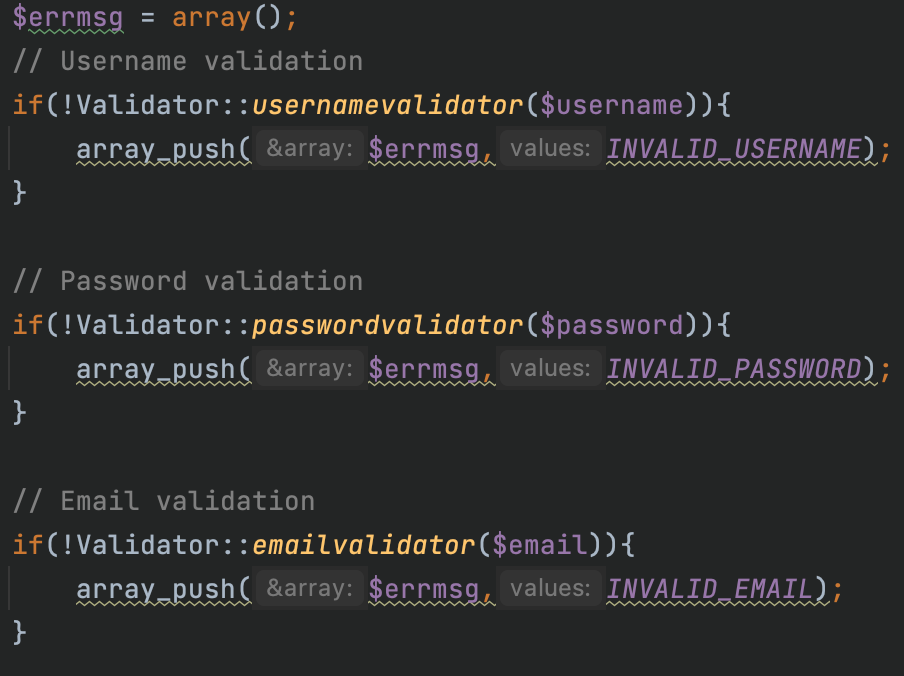 $errmsg = array();
// Username validation
if(!Validator::usernamevalidator($username)){
array_push( &array: $errmsg, values: INVALID_USERNAME);
}
// Password validation
if(!Validator::passwordvalidator($password)){
array_push( &array: $errmsg, values: INVALID_PASSWORD);
}
// Email validation
if(!Validator::emailvalidator($email)){
array_push( &array: $errmsg, values: INVALID_EMAIL);
}